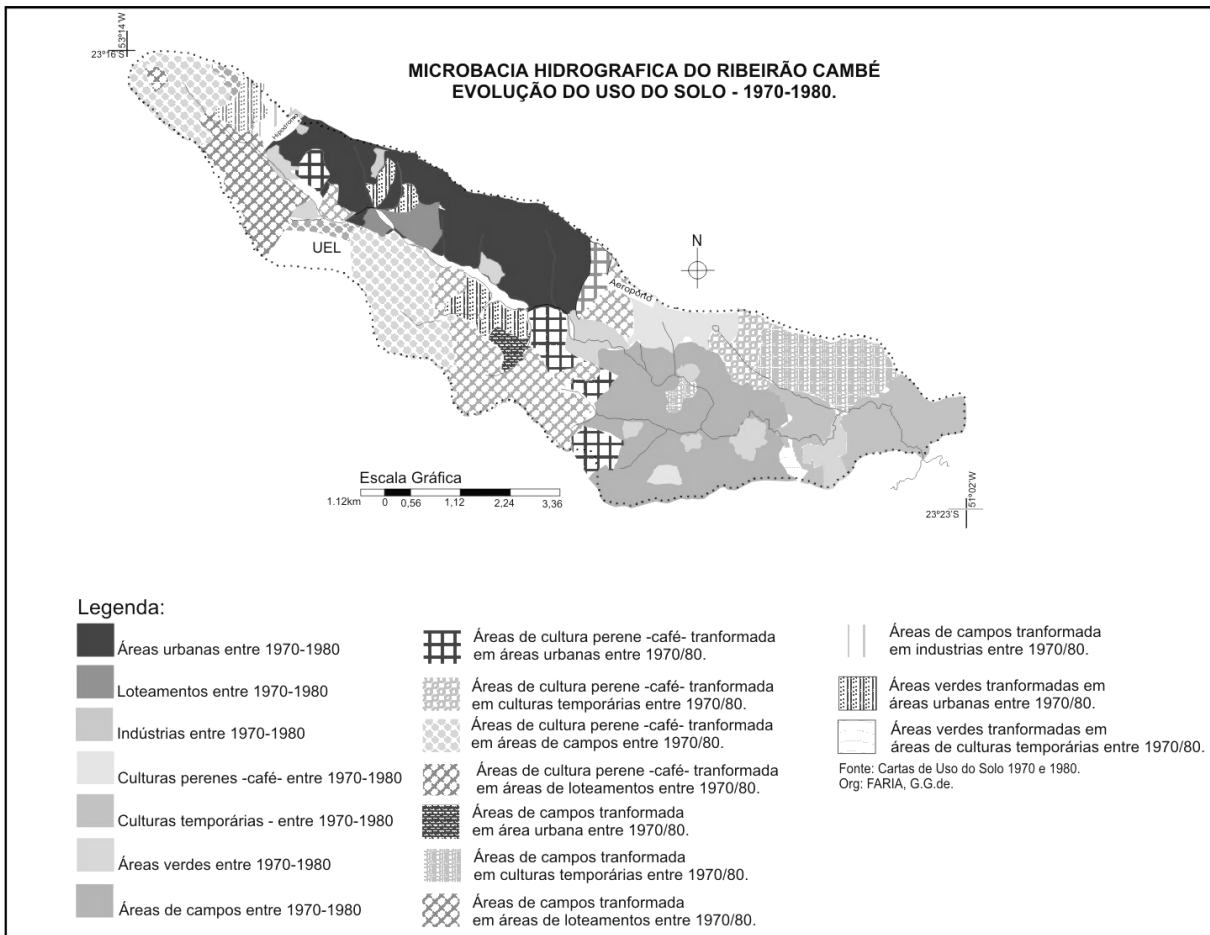 53º14'W
23º16'S
MICROBACIA HIDROGRAFICA DO RIBEIRÃO CAMBÉ
EVOLUÇÃO DO USO DO SOLO - 1970-1980.
Hipódromo
UEL
N
Aeroporto
Escala Gráfica
1.12km 0 0,56 1,12 2,24 3,36
51º02'W
23º23'S
Legenda:
Áreas urbanas entre 1970-1980
Loteamentos entre 1970-1980
Indústrias entre 1970-1980
Culturas perenes -café- entre 1970-1980
Culturas temporárias - entre 1970-1980
Áreas verdes entre 1970-1980
Áreas de campos entre 1970-1980
Áreas de cultura perene -café- tranformada
em áreas urbanas entre 1970/80.
Áreas de cultura perene -café- tranformada
em culturas temporárias entre 1970/80.
Áreas de cultura perene -café- tranformada
em áreas de campos entre 1970/80.
Áreas de cultura perene -café- tranformada
em áreas de loteamentos entre 1970/80.
Áreas de campos tranformada
em área urbana entre 1970/80.
Áreas de campos tranformada
em culturas temporárias entre 1970/80.
Áreas de campos tranformada
em áreas de loteamentos entre 1970/80.
Áreas de campos tranformada
em industrias entre 1970/80.
Áreas verdes tranformadas em
áreas urbanas entre 1970/80.
Áreas verdes tranformadas em
áreas de culturas temporárias entre 1970/80.
Fonte: Cartas de Uso do Solo 1970 e 1980.
Org: FARIA, G.G.de.